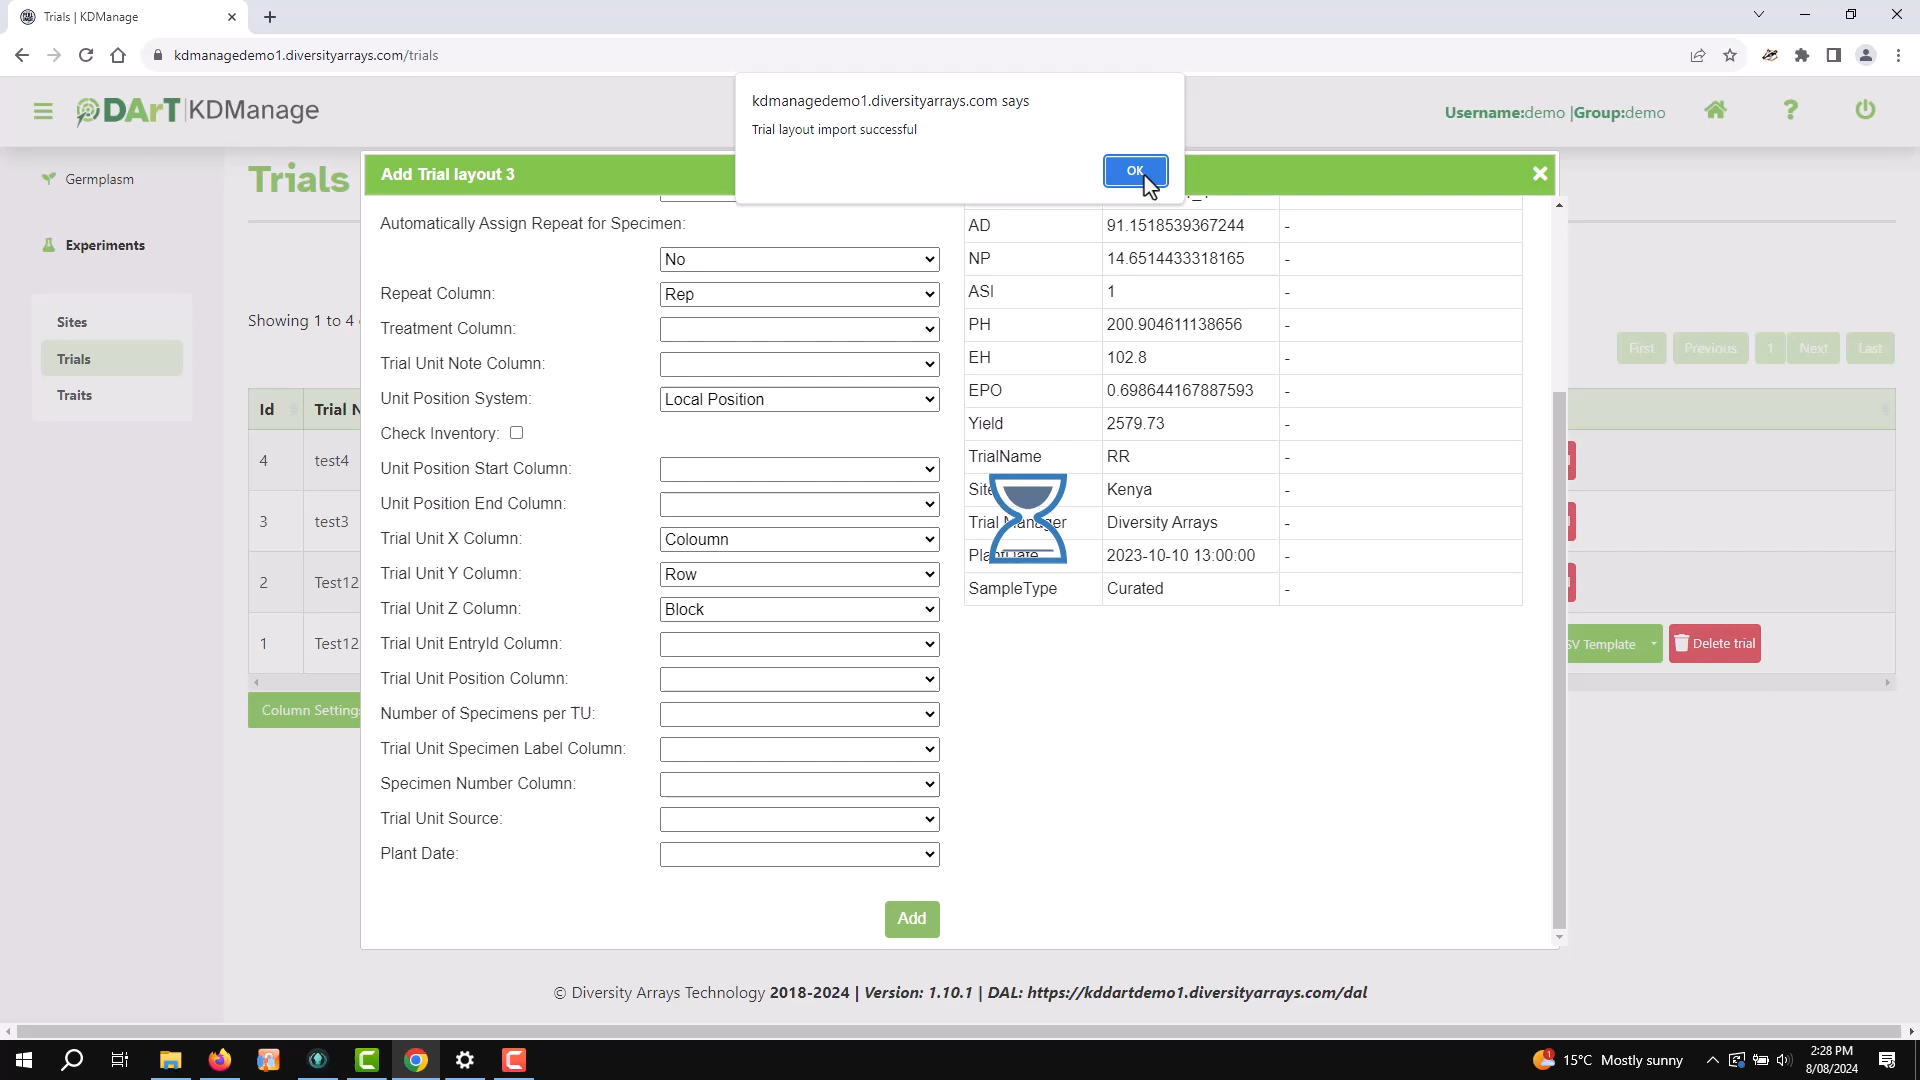 Trials | KDManage
kdmanagedemo1.diversityarrays.com/trials
DArT | KDManage
kdmanagedemo1.diversityarrays.com says
Trial layout import successful
OK
Username:demo |Group:demo
Germplasm
Experiments
Sites
Trials
Traits
Trials
Showing 1 to 4
First
Previous
1
Next
Last
Id
Trial N
4
test4
3
test3
2
Test12
1
Test12
SV Template
Delete trial
Column Setting
Add Trial layout 3
Automatically Assign Repeat for Specimen:
No
Repeat Column:
Rep
Treatment Column:
Trial Unit Note Column:
Unit Position System:
Local Position
Check Inventory:
Unit Position Start Column:
Unit Position End Column:
Trial Unit X Column:
Coloumn
Trial Unit Y Column:
Row
Trial Unit Z Column:
Block
Trial Unit EntryId Column:
Trial Unit Position Column:
Number of Specimens per TU:
Trial Unit Specimen Label Column:
Specimen Number Column:
Trial Unit Source:
Plant Date:
Add
AD 91.1518539367244 -
NP 14.6514433318165 -
ASI 1 -
PH 200.904611138656 -
EH 102.8 -
EPO 0.698644167887593 -
Yield 2579.73 -
TrialName RR -
Site Kenya -
Trial Manager Diversity Arrays -
PlantDate 2023-10-10 13:00:00 -
SampleType Curated -
© Diversity Arrays Technology 2018-2024 | Version: 1.10.1 | DAL: https://kddartdemo1.diversityarrays.com/dal
15°C Mostly sunny
2:28 PM
8/08/2024